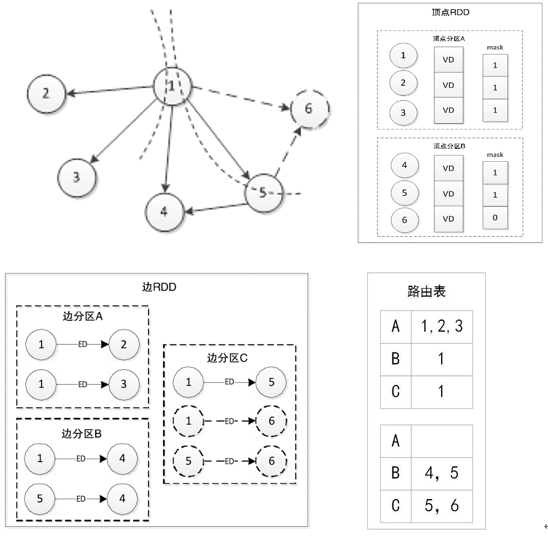 1
2
3
4
5
6
顶点RDD
顶点分区A
mask
1 VD 1
2 VD 1
3 VD 1
顶点分区B
mask
4 VD 1
5 VD 1
6 VD 0
边RDD
边分区A
1 ED 2
1 ED 3
边分区B
1 ED 4
5 ED 4
边分区C
1 ED 5
1 ED 6
5 ED 6
路由表
A 1,2,3
B 1
C 1
A
B 4，5
C 5，6